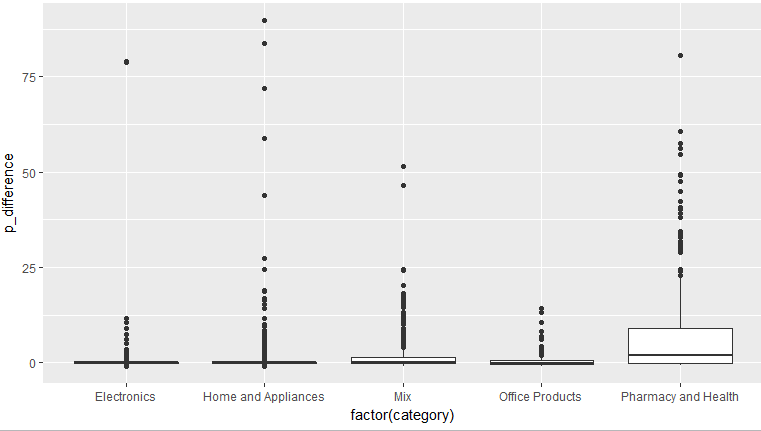 75
50
25
0
p_difference
Electronics
Home and Appliances
Mix
Office Products
Pharmacy and Health
factor(category)